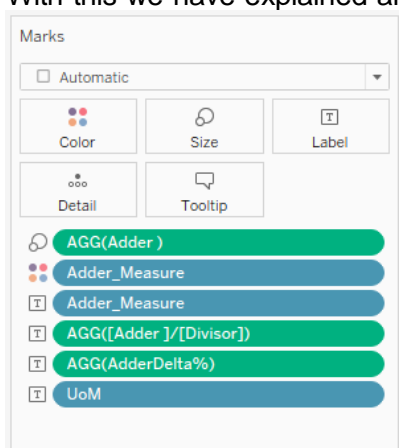 With this we have explained al
Marks
Automatic
Color Size Label
Detail Tooltip
AGG(Adder )
Adder_Measure
T Adder_Measure
T AGG([Adder ]/[Divisor])
T AGG(AdderDelta%)
T UoM